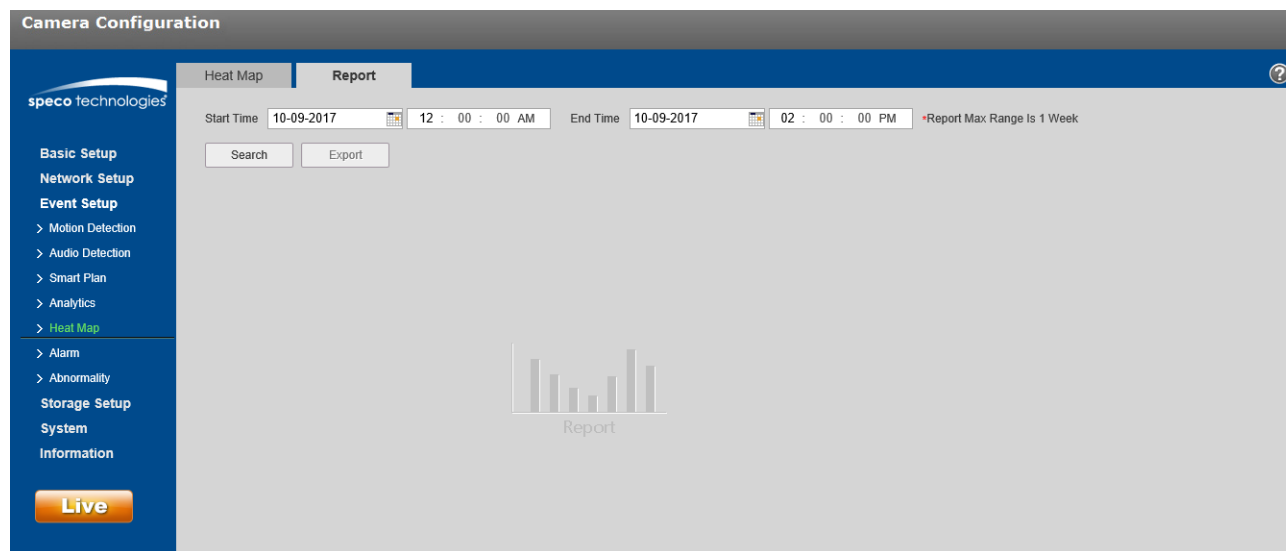 Camera Configuration
speco technologies®
Heat Map
Report
?
Start Time 10-09-2017 12 : 00 : 00 AM End Time 10-09-2017 02 : 00 : 00 PM *Report Max Range Is 1 Week
Search Export
Basic Setup
Network Setup
Event Setup
> Motion Detection
> Audio Detection
> Smart Plan
> Analytics
> Heat Map
> Alarm
> Abnormality
Storage Setup
System
Information
Live
Report